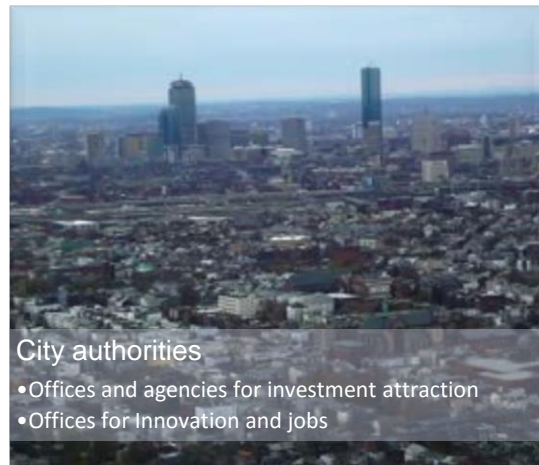 City authorities
•Offices and agencies for investment attraction
•Offices for Innovation and jobs